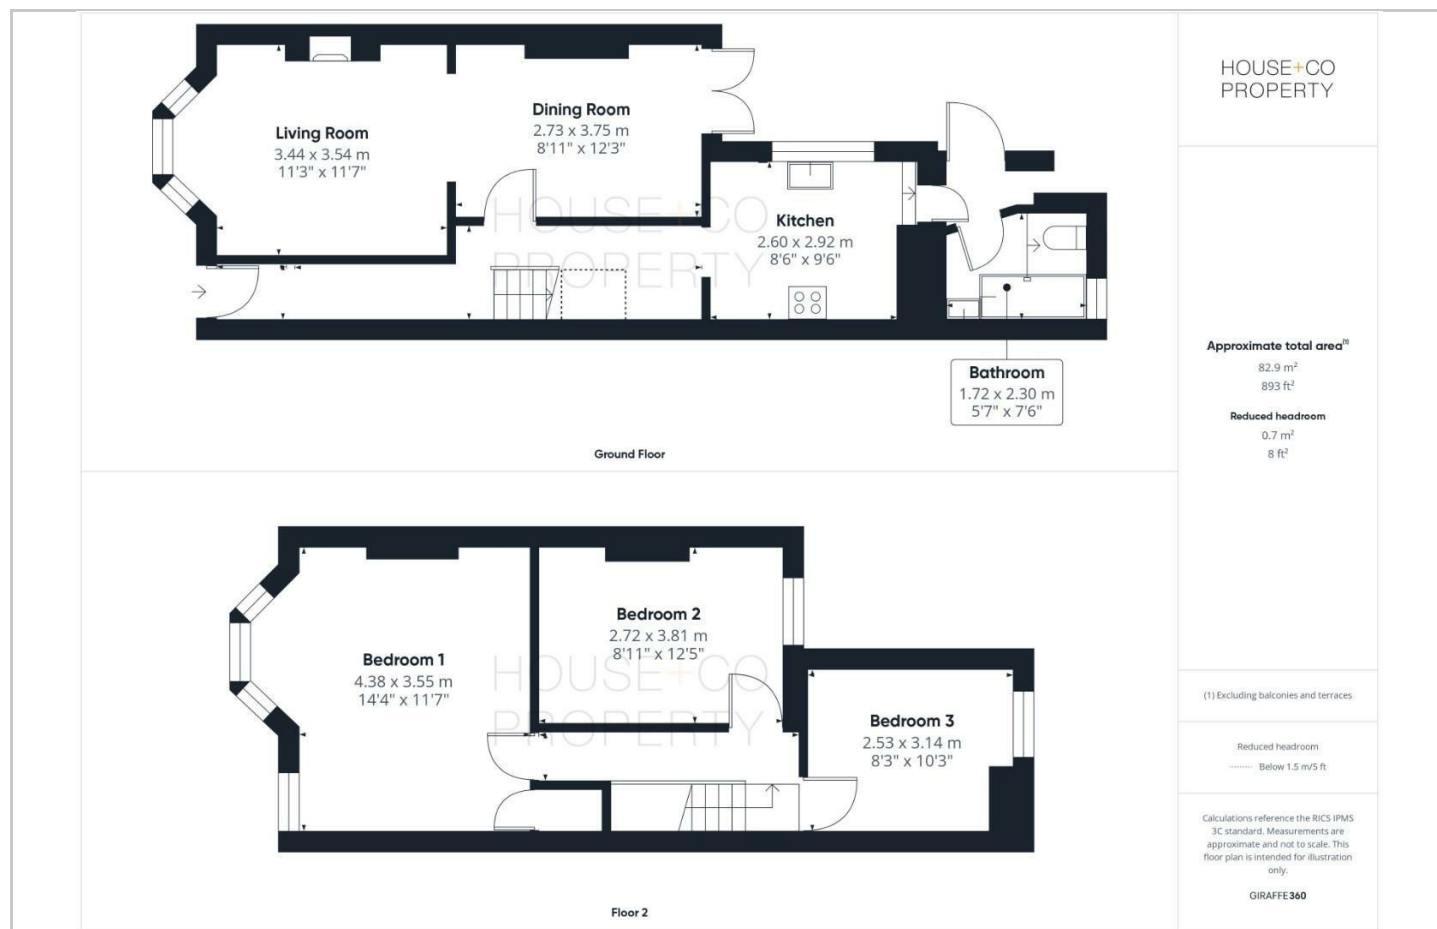 HOUSE+CO
PROPERTY
Living Room
3.44 x 3.54 m
11'3" x 11'7"
Dining Room
2.73 x 3.75 m
8'11" x 12'3"
HOUSE+CO
PROPERTY
Kitchen
2.60 x 2.92 m
8'6" x 9'6"
Bathroom
1.72 x 2.30 m
5'7" x 7'6"
Ground Floor
Approximate total area(1)
82.9 m²
893 ft²
Reduced headroom
0.7 m²
8 ft²
Bedroom 1
4.38 x 3.55 m
14'4" x 11'7"
Bedroom 2
2.72 x 3.81 m
8'11" x 12'5"
HOUSE+CO
PROPERTY
Bedroom 3
2.53 x 3.14 m
8'3" x 10'3"
Floor 2
(1) Excluding balconies and terraces
Reduced headroom
Below 1.5 m/5 ft
Calculations reference the RICS IPMS
3C standard. Measurements are
approximate and not to scale. This
floor plan is intended for illustration
only.
GIRAFFE360